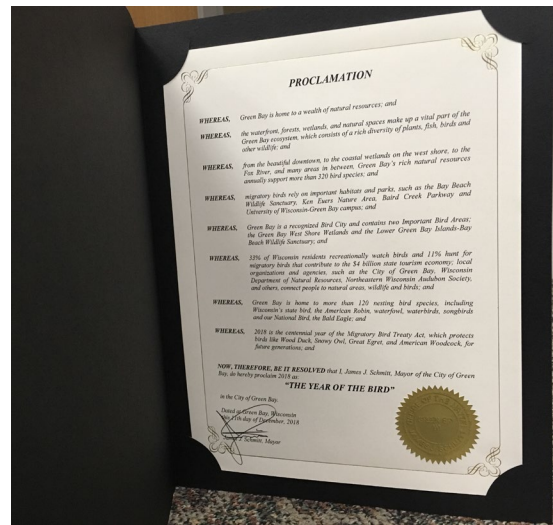 PROCLAMATION
WHEREAS, Green Bay is home to a wealth of natural resources; and
WHEREAS, the waterfront, forests, wetlands, and natural spaces make up a vital part of the
Green Bay ecosystem, which consists of a rich diversity of plants, fish, birds and
other wildlife; and
WHEREAS, from the beautiful downtown, to the coastal wetlands on the west shore, to the
Fox River, and many areas in between, Green Bay's rich natural resources
annually support more than 320 bird species; and
WHEREAS, migratory birds rely on important habitats and parks, such as the Bay Beach
Wildlife Sanctuary, Ken Euers Nature Area, Baird Creek Parkway and
University of Wisconsin-Green Bay campus; and
WHEREAS, Green Bay is a recognized Bird City and contains two Important Bird Areas;
the Green Bay West Shore Wetlands and the Lower Green Bay Islands-Bay
Beach Wildlife Sanctuary; and
WHEREAS, 33% of Wisconsin residents recreationally watch birds and 11% hunt for
migratory birds that contribute to the $4 billion state tourism economy; local
organizations and agencies, such as the City of Green Bay, Wisconsin
Department of Natural Resources, Northeastern Wisconsin Audubon Society,
and others, connect people to natural areas, wildlife and birds; and
WHEREAS, Green Bay is home to more than 120 nesting bird species, including
Wisconsin's state bird, the American Robin, waterfowl, waterbirds, songbirds
and our National Bird, the Bald Eagle; and
WHEREAS, 2018 is the centennial year of the Migratory Bird Treaty Act, which protects
birds like Wood Duck, Snowy Owl, Great Egret, and American Woodcock, for
future generations, and
NOW, THEREFORE, BE IT RESOLVED that I, James J. Schmitt, Mayor of the City of Green
Bay, do hereby proclaim 2018 as:
"THE YEAR OF THE BIRD"
in the City of Green Bay.
Dated at Green Bay, Wisconsin
this 11th day of December, 2018
J. Schmitt, Mayor